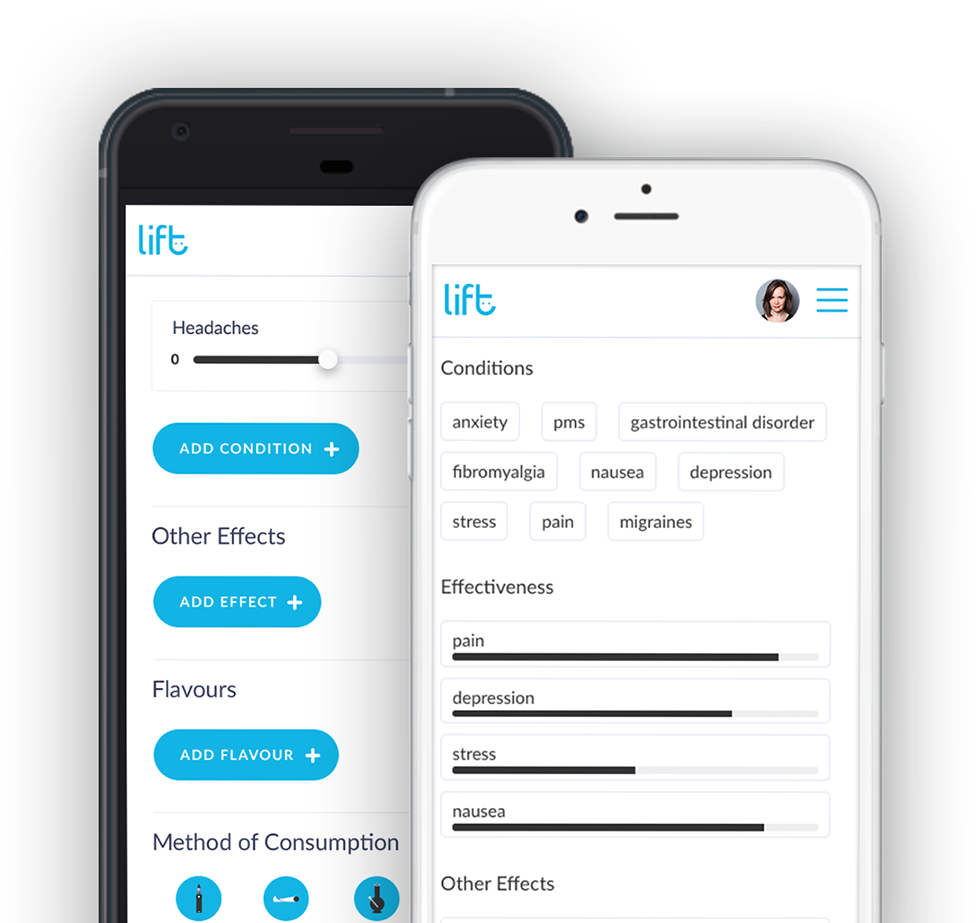 lift
Headaches
0
ADD CONDITION +
Other Effects
ADD EFFECT +
Flavours
ADD FLAVOUR +
Method of Consumption
lift
Conditions
anxiety pms gastrointestinal disorder
fibromyalgia nausea depression
stress pain migraines
Effectiveness
pain
depression
stress
nausea
Other Effects